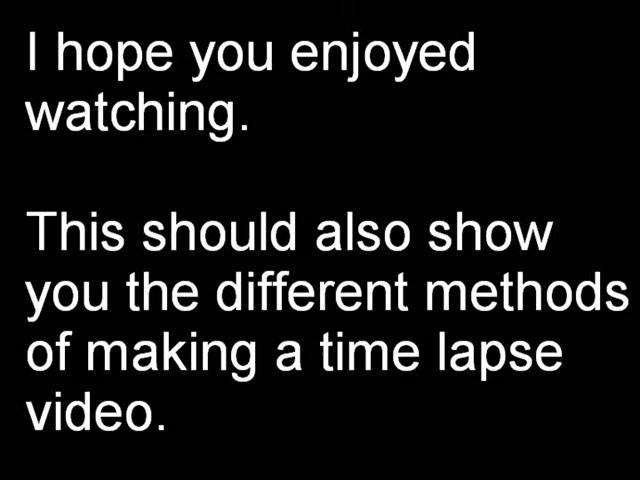 I hope you enjoyed
watching.
This should also show
you the different methods
of making a time lapse
video.